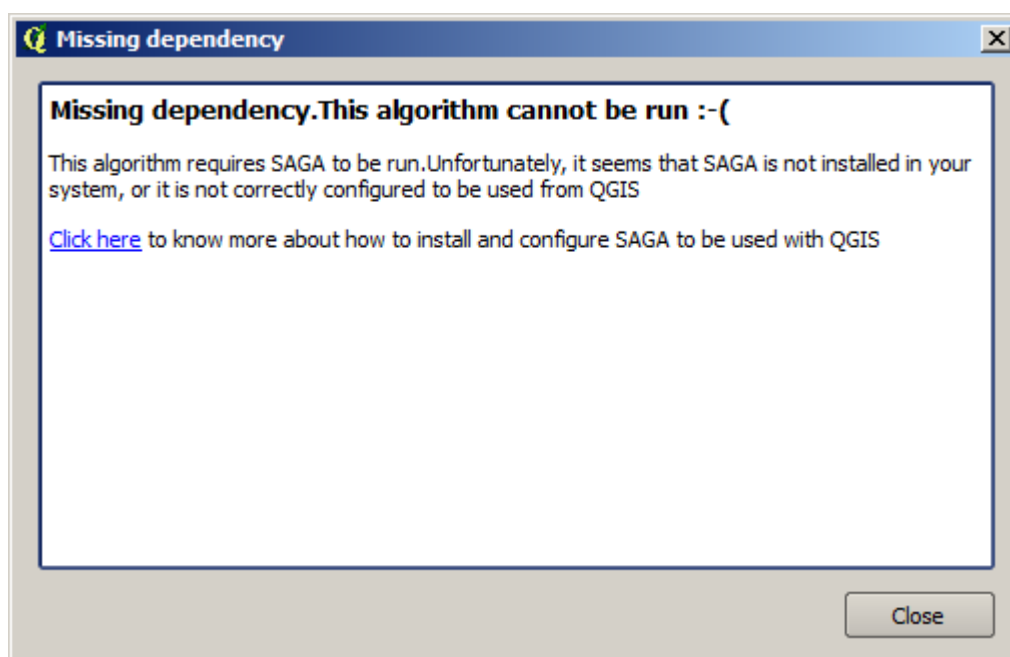 Missing dependency
Missing dependency.This algorithm cannot be run :-(
This algorithm requires SAGA to be run.Unfortunately, it seems that SAGA is not installed in your
system, or it is not correctly configured to be used from QGIS
Click here to know more about how to install and configure SAGA to be used with QGIS
Close